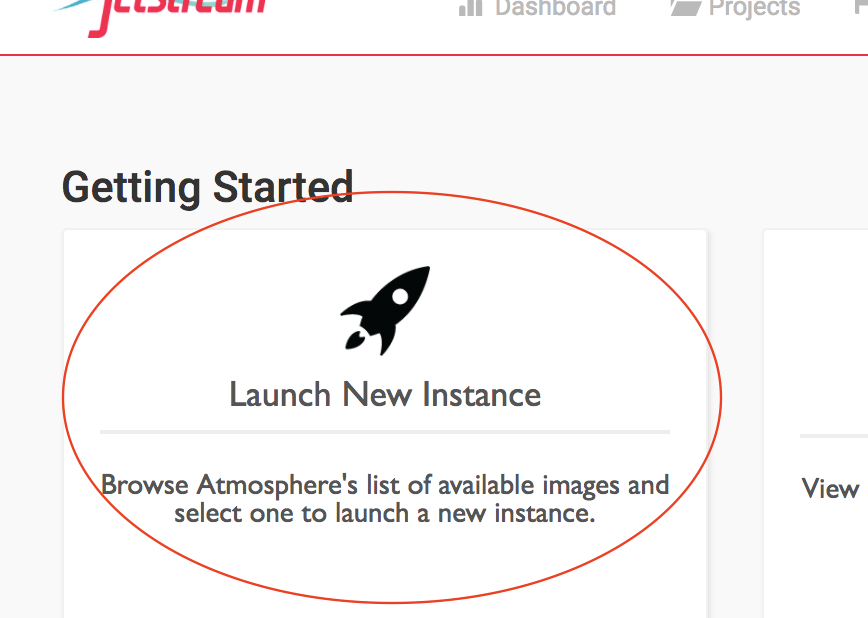 Jetstream
Dashboard
Projects
Getting Started
Launch New Instance
Browse Atmosphere's list of available images and
select one to launch a new instance.
View